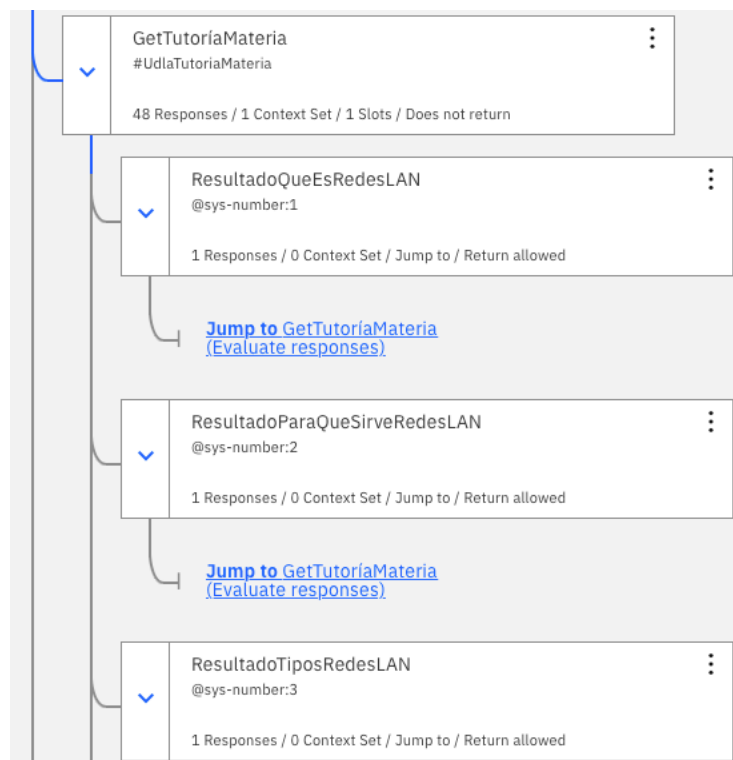 GetTutoríaMateria
#UdlaTutoriaMateria
48 Responses / 1 Context Set / 1 Slots / Does not return
ResultadoQueEsRedesLAN
@sys-number:1
1 Responses / 0 Context Set / Jump to / Return allowed
Jump to GetTutoríaMateria
(Evaluate responses)
ResultadoParaQueSirveRedesLAN
@sys-number:2
1 Responses / 0 Context Set / Jump to / Return allowed
Jump to GetTutoríaMateria
(Evaluate responses)
ResultadoTiposRedesLAN
@sys-number:3
1 Responses / 0 Context Set / Jump to / Return allowed